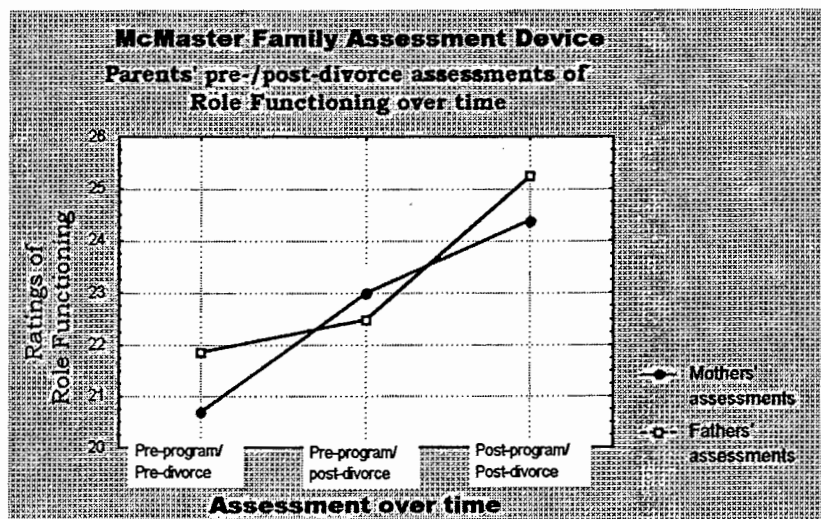 McMaster Family Assessment Device
Parents' pre-/post-divorce assessments of
Role Functioning over time
26
25
24
23
22
21
20
Ratings of
Role Functioning
Pre-program/
Pre-divorce
Pre-program/
post-divorce
Post-program/
Post-divorce
Assessment over time
Mothers'
assessments
Fathers'
assessments